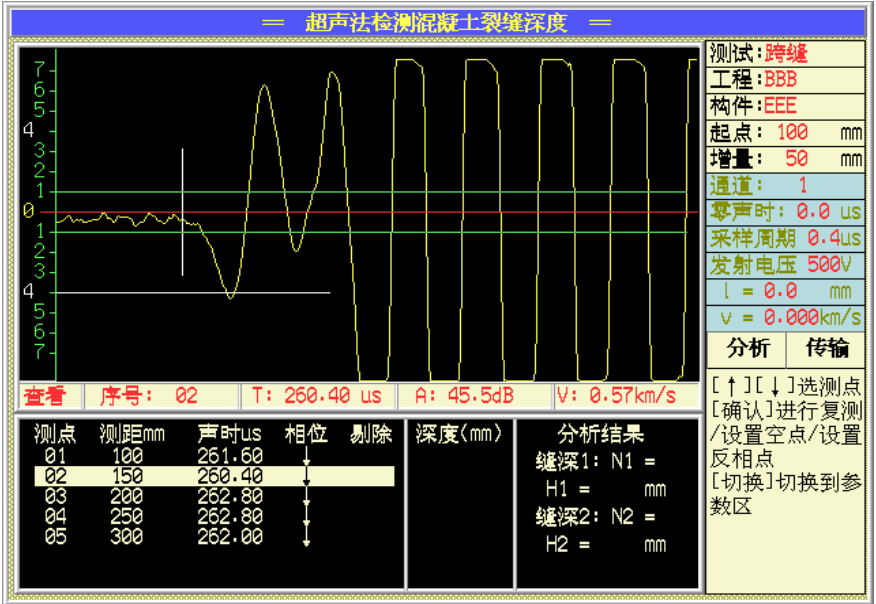 ═ 超声法检测混凝土裂缝深度 ═
7
6
5
4
3
2
1
0
1
2
3
4
5
6
7
测试:跨缝
工程:BBB
构件:EEE
起点: 100 mm
增量: 50 mm
通道: 1
零声时: 0.0 us
采样周期 0.4us
发射电压 500V
l = 0.0 mm
v = 0.000km/s
分析 传输
查看 序号: 02 T: 260.40 us A: 45.5dB V: 0.57km/s
[↑][↓]选测点
[确认]进行复测
/设置空点/设置
反相点
[切换]切换到参
数区
测点 测距mm 声时us 相位 剔除
01 100 261.60 ↓
02 150 260.40 ↓
03 200 262.80 ↓
04 250 262.80 ↓
05 300 262.00 ↓
深度(mm)
分析结果
缝深1: N1 =
H1 = mm
缝深2: N2 =
H2 = mm